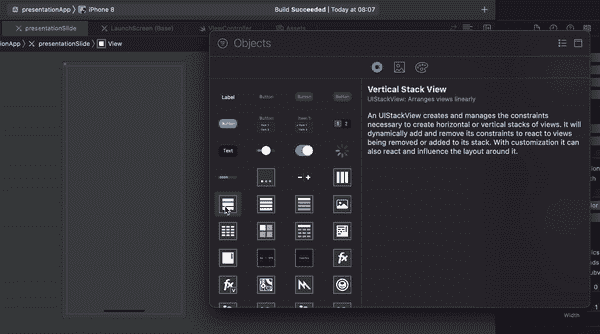 presentationApp
iPhone 8
Build Succeeded | Today at 08:07
presentationSlide
LaunchScreen (Base)
ViewController
Assets
onApp
presentationSlide
View
Objects
Label
Button
Button
Button
Button
Button
Text
Vertical Stack View
UIStackView: Arranges views linearly
An UIStackView creates and manages the constraints
necessary to create horizontal or vertical stacks of views. It will
dynamically add and remove its constraints to react to views
being removed or added to its stack. With customization it can
also react and influence the layout around it.
Width